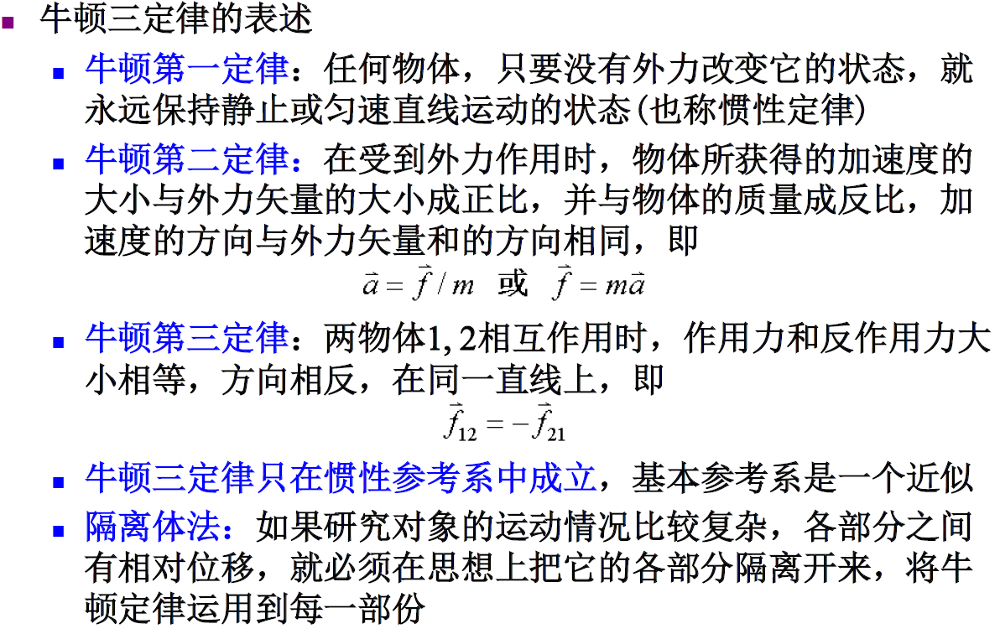 牛顿三定律的表述
牛顿第一定律：任何物体，只要没有外力改变它的状态，就
永远保持静止或匀速直线运动的状态(也称惯性定律)
牛顿第二定律：在受到外力作用时，物体所获得的加速度的
大小与外力矢量的大小成正比，并与物体的质量成反比，加
速度的方向与外力矢量和的方向相同，即
$\vec{a} = \vec{f} / m$ 或 $\vec{f} = m\vec{a}$
牛顿第三定律：两物体1, 2相互作用时，作用力和反作用力大
小相等，方向相反，在同一直线上，即
$\vec{f}_{12} = -\vec{f}_{21}$
牛顿三定律只在惯性参考系中成立，基本参考系是一个近似
隔离体法：如果研究对象的运动情况比较复杂，各部分之间
有相对位移，就必须在思想上把它的各部分隔离开来，将牛
顿定律运用到每一部份